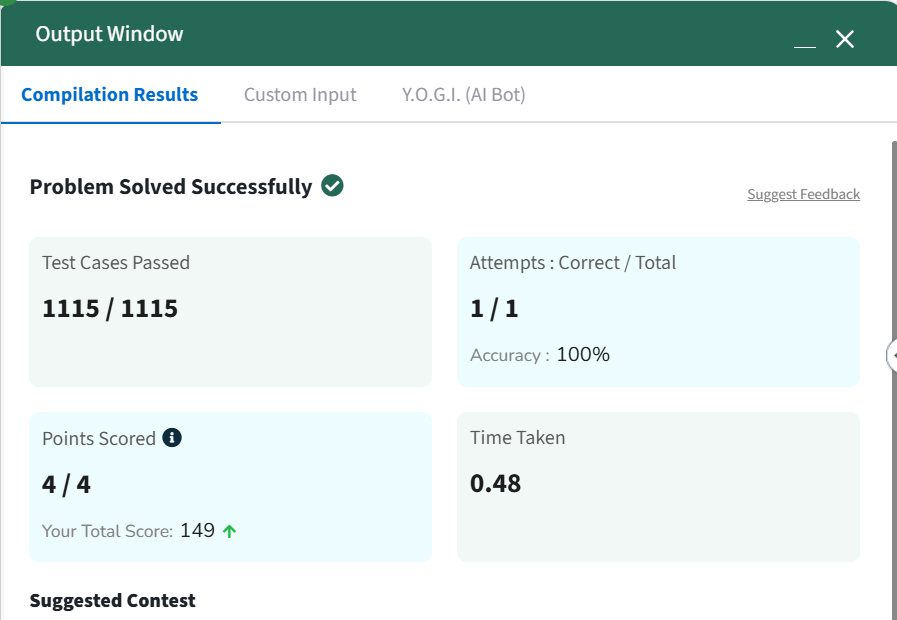 Output Window
Compilation Results
Custom Input
Y.O.G.I. (AI Bot)
Problem Solved Successfully
Suggest Feedback
Test Cases Passed
1115 / 1115
Attempts : Correct / Total
1 / 1
Accuracy : 100%
Points Scored
4 / 4
Your Total Score: 149
Time Taken
0.48
Suggested Contest